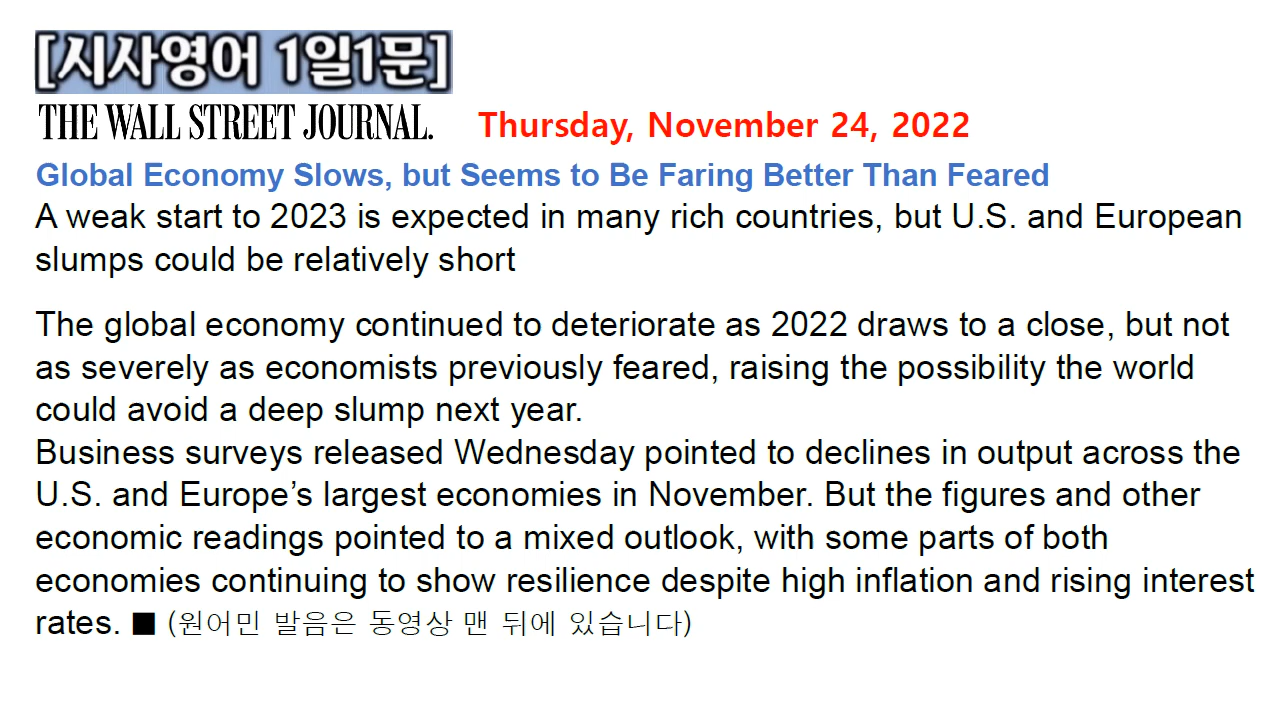 [시사영어 1일1문]
THE WALL STREET JOURNAL. Thursday, November 24, 2022
Global Economy Slows, but Seems to Be Faring Better Than Feared
A weak start to 2023 is expected in many rich countries, but U.S. and European
slumps could be relatively short
The global economy continued to deteriorate as 2022 draws to a close, but not
as severely as economists previously feared, raising the possibility the world
could avoid a deep slump next year.
Business surveys released Wednesday pointed to declines in output across the
U.S. and Europe’s largest economies in November. But the figures and other
economic readings pointed to a mixed outlook, with some parts of both
economies continuing to show resilience despite high inflation and rising interest
rates. ■ (원어민 발음은 동영상 맨 뒤에 있습니다)